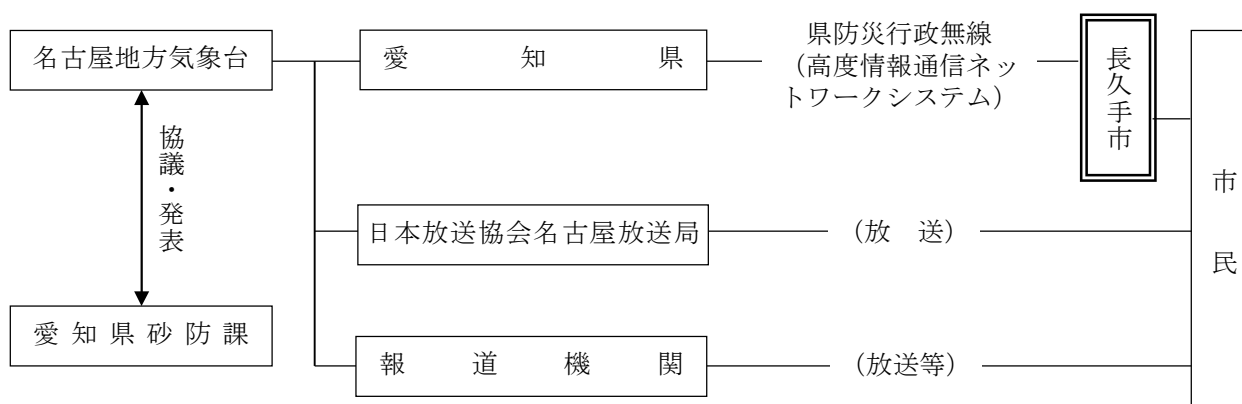 名古屋地方気象台
愛知県
県防災行政無線
（高度情報通信ネッ
トワークシステム）
長久手市
市民
協議・発表
日本放送協会名古屋放送局
（放送）
愛知県砂防課
報道機関
（放送等）